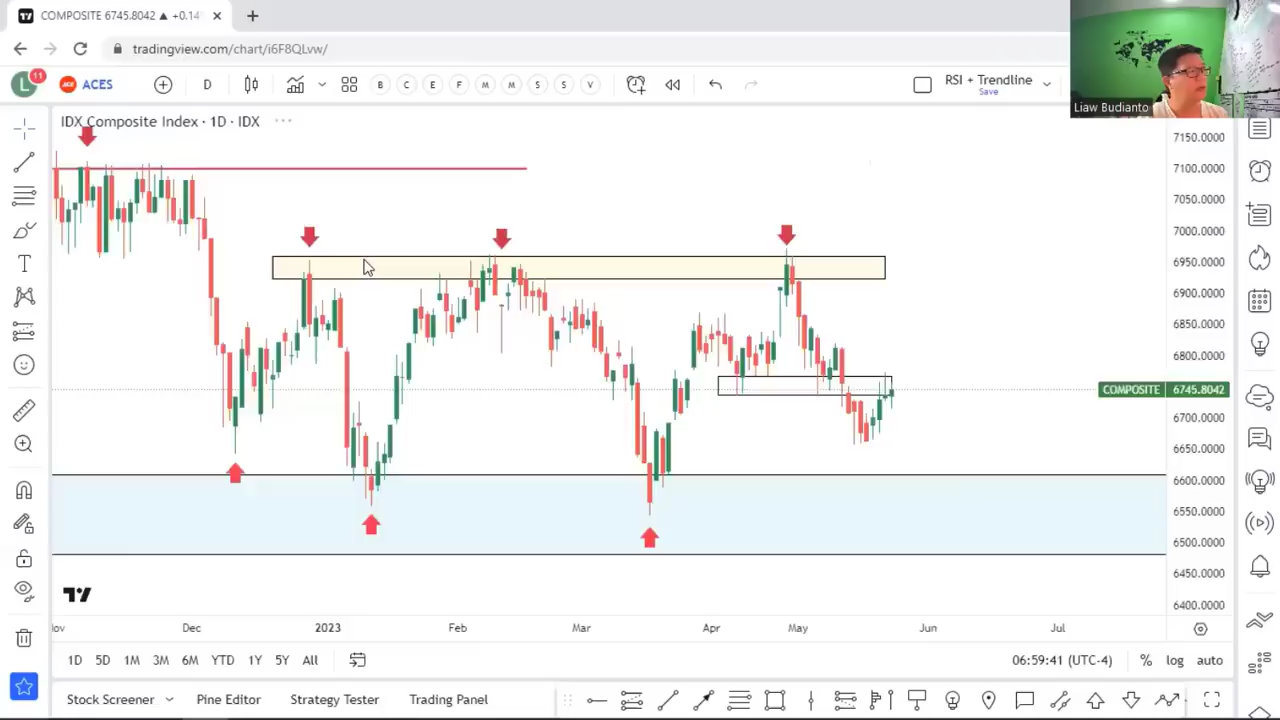 COMPOSITE 6745.8042 ▲ +0.14
tradingview.com/chart/i6F8QLvw/
L 11 ACES D B C E F M M S S V RSI + Trendline
Save
Liaw Budianto
IDX Composite Index · 1D · IDX
7150.0000
7100.0000
7050.0000
7000.0000
6950.0000
6900.0000
6850.0000
6800.0000
COMPOSITE 6745.8042
6700.0000
6650.0000
6600.0000
6550.0000
6500.0000
6450.0000
6400.0000
Dec 2023 Feb Mar Apr May Jun Jul
1D 5D 1M 3M 6M YTD 1Y 5Y All 06:59:41 (UTC-4) % log auto
Stock Screener Pine Editor Strategy Tester Trading Panel